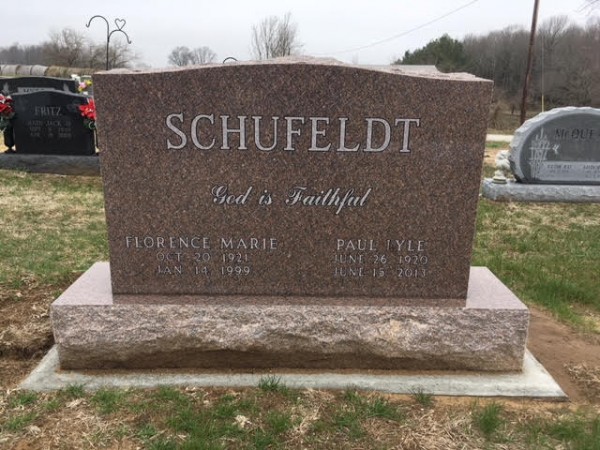 SCHUFELDT
God is Faithful
FLORENCE MARIE
OCT 20 1921
JAN 14, 1999
PAUL LYLE
JUNE 26 1920
JUNE 15 2013
FRITZ